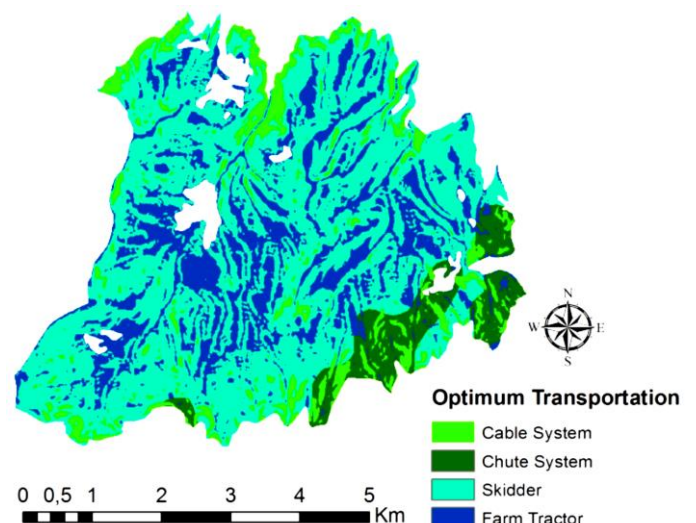 N
W E
S
Optimum Transportation
Cable System
Chute System
Skidder
Farm Tractor
0 0,5 1 2 3 4 5
Km